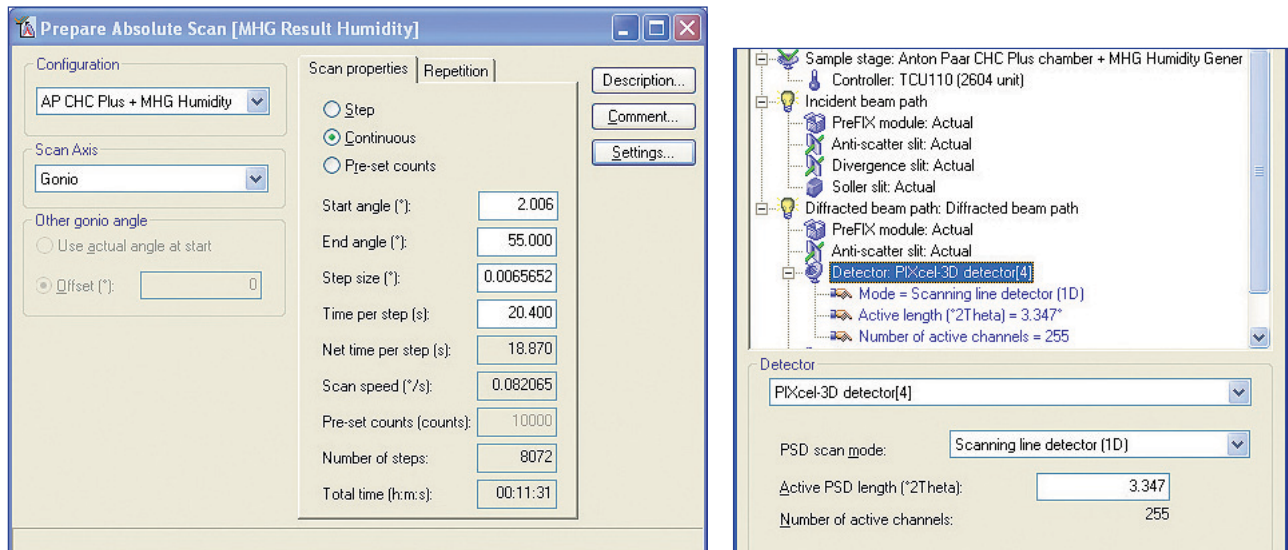 Prepare Absolute Scan [MHG Result Humidity]
Configuration
AP CHC Plus + MHG Humidity
Scan Axis
Gonio
Other gonio angle
Use actual angle at start
Offset (°): 0
Scan properties Repetition
Step
Continuous
Pre-set counts
Start angle (°): 2.006
End angle (°): 55.000
Step size (°): 0.0065652
Time per step (s): 20.400
Net time per step (s): 18.870
Scan speed (°/s): 0.082065
Pre-set counts (counts): 10000
Number of steps: 8072
Total time (h:m:s): 00:11:31
Description...
Comment...
Settings...
Sample stage: Anton Paar CHC Plus chamber + MHG Humidity Gener
Controller: TCU110 (2604 unit)
Incident beam path
PreFIX module: Actual
Anti-scatter slit: Actual
Divergence slit: Actual
Soller slit: Actual
Diffracted beam path: Diffracted beam path
PreFIX module: Actual
Anti-scatter slit: Actual
Detector: PIXcel-3D detector[4]
Mode = Scanning line detector (1D)
Active length (°2Theta) = 3.347°
Number of active channels = 255
Detector
PIXcel-3D detector[4]
PSD scan mode: Scanning line detector (1D)
Active PSD length (°2Theta): 3.347
Number of active channels: 255